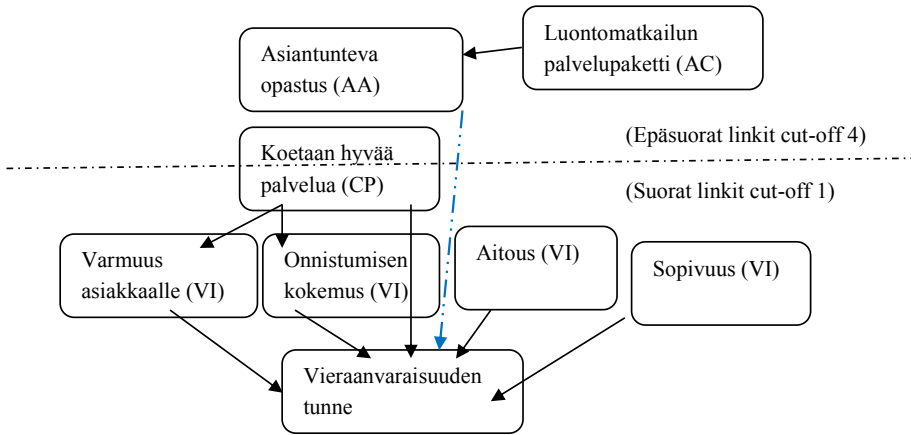 Asiantunteva
opastus (AA)
Luontomatkailun
palvelupaketti (AC)
(Epäsuorat linkit cut-off 4)
Koetaan hyvää
palvelua (CP)
(Suorat linkit cut-off 1)
Varmuus
asiakkaalle (VI)
Onnistumisen
kokemus (VI)
Aitous (VI)
Sopivuus (VI)
Vieraanvaraisuuden
tunne